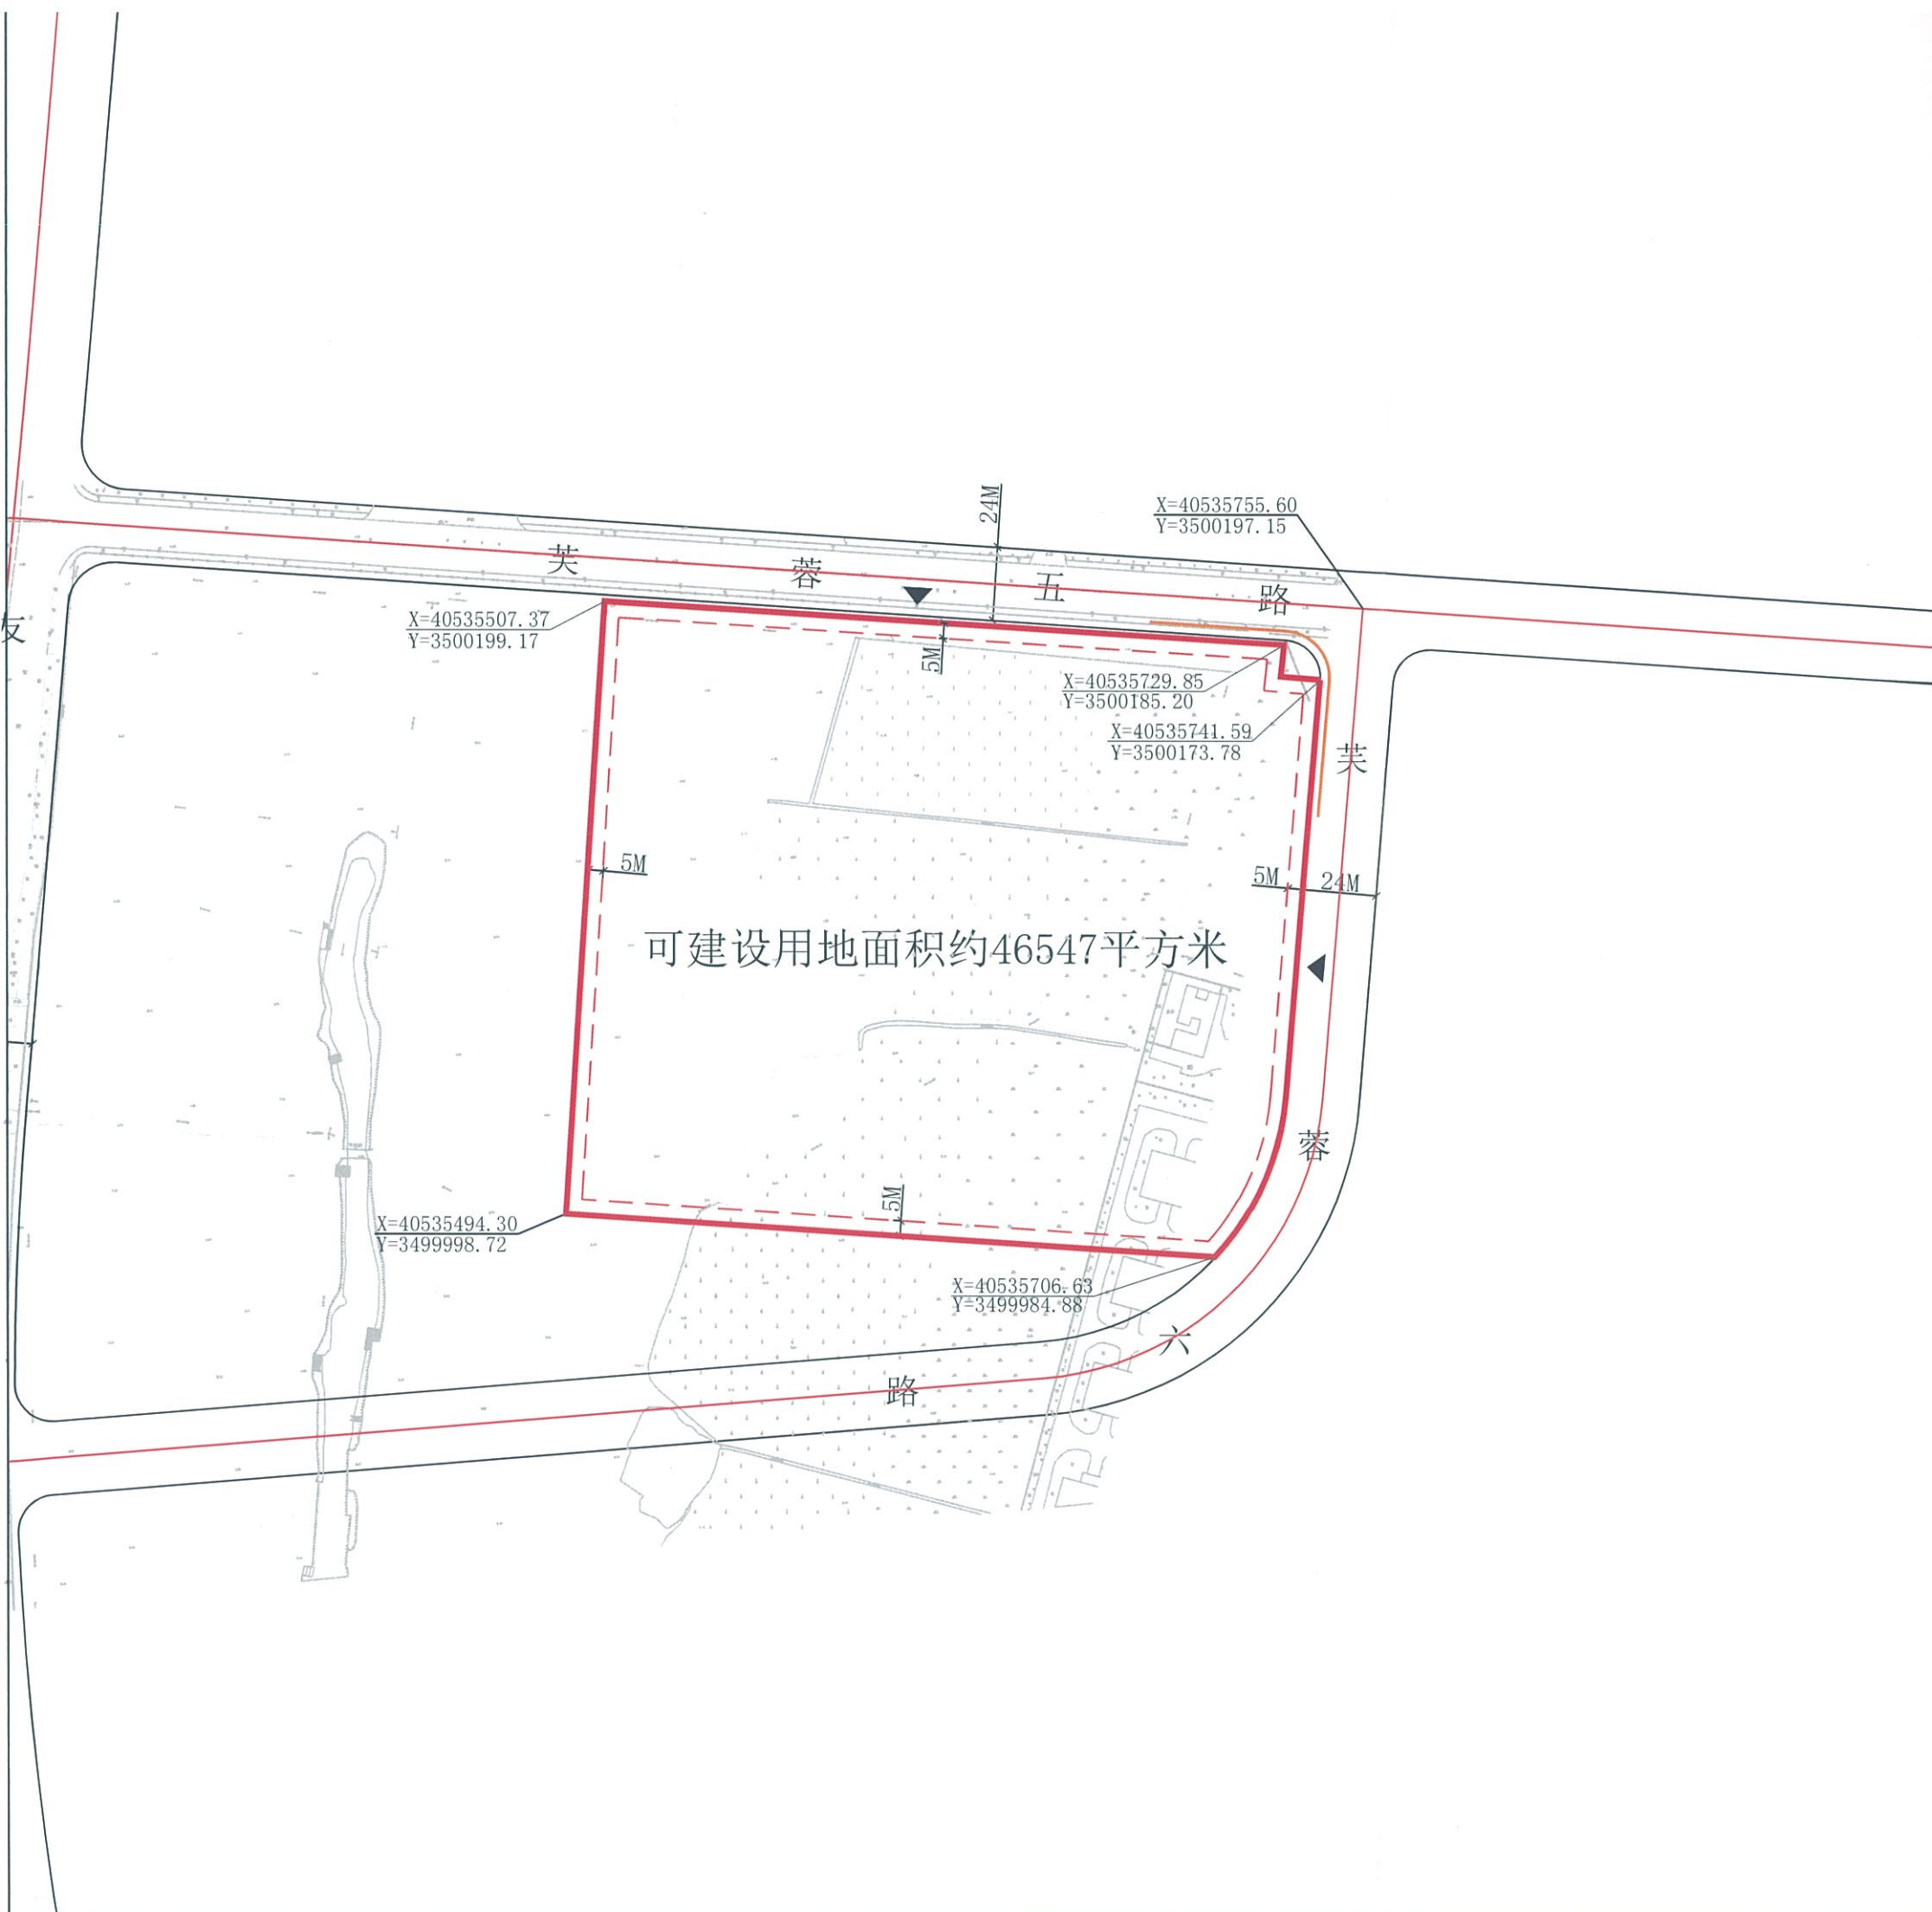 24M
X=40535755.60
Y=3500197.15
芙蓉五路
友
X=40535507.37
Y=3500199.17
5M
X=40535729.85
Y=3500185.20
X=40535741.59
Y=3500173.78
5M
5M
24M
可建设用地面积约46547平方米
5M
X=40535494.30
Y=3499998.72
X=40535706.63
Y=3499984.88
芙蓉六路